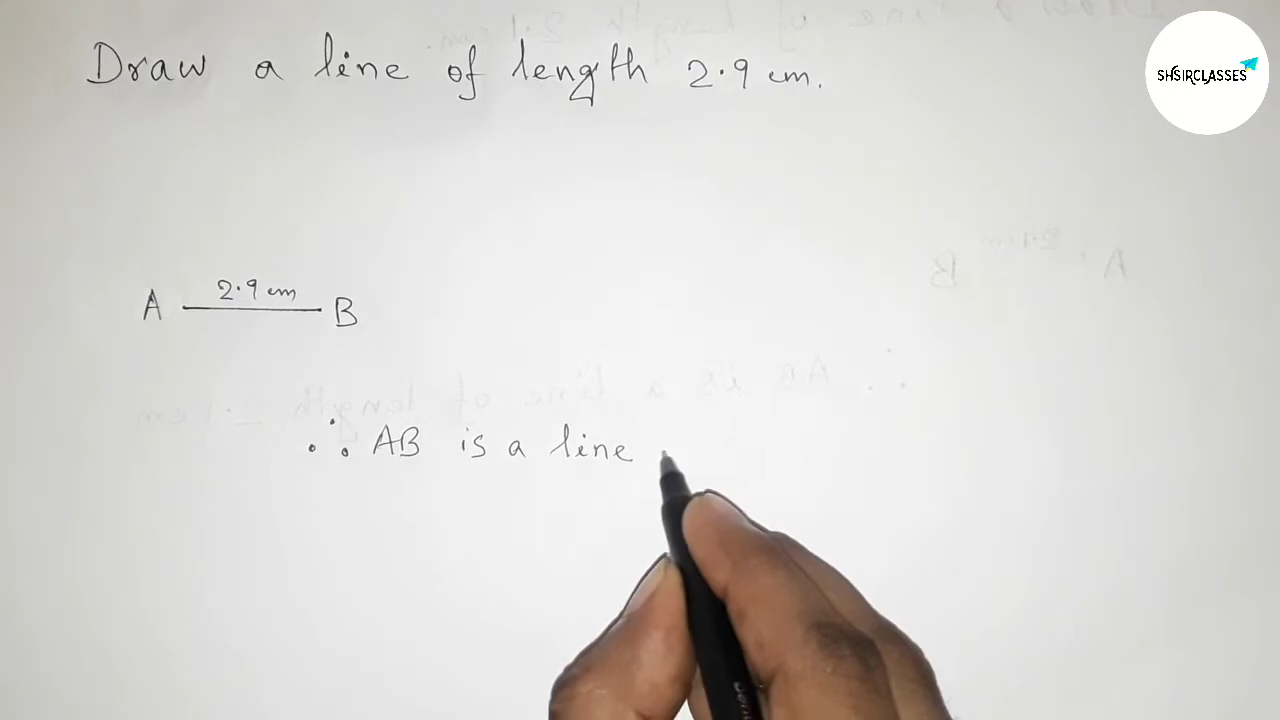 Draw a line of length 2.9 cm.
SHSIRCLASSES
2.9 cm
A B
∴ AB is a line